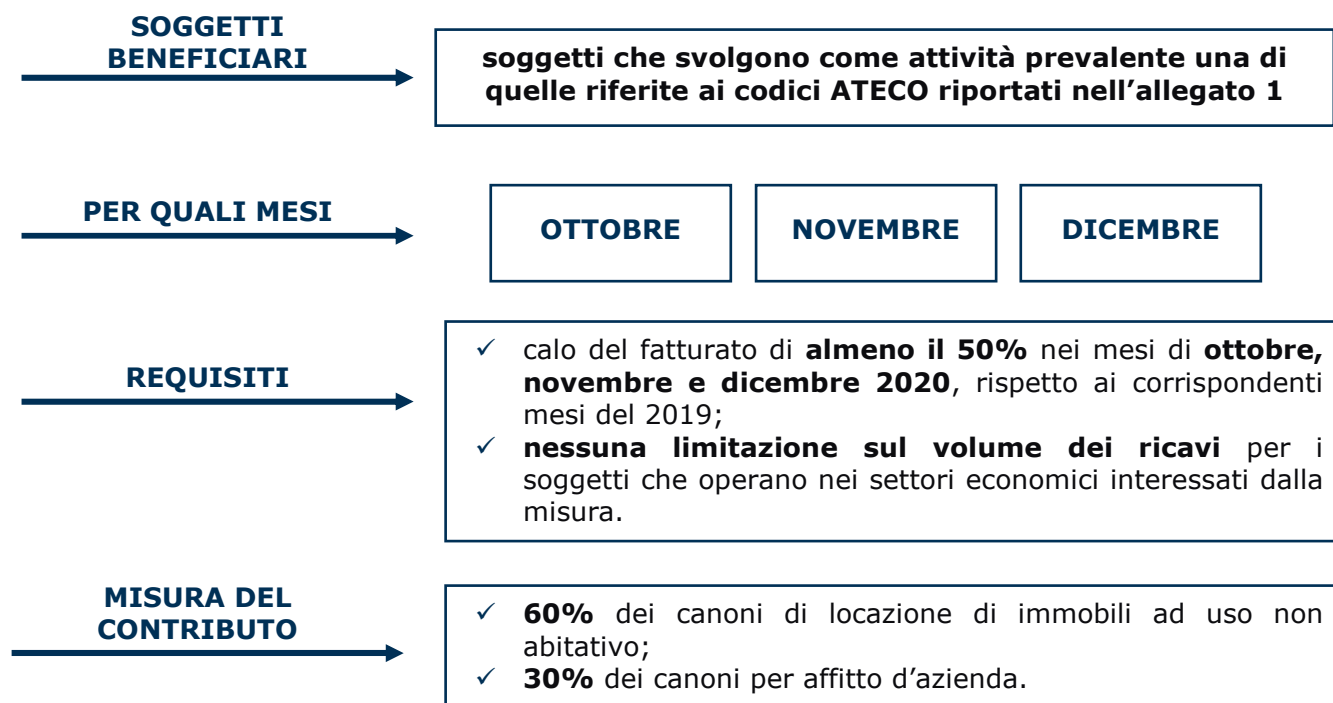 SOGGETTI
BENEFICIARI
soggetti che svolgono come attività prevalente una di
quelle riferite ai codici ATECO riportati nell’allegato 1
PER QUALI MESI
OTTOBRE
NOVEMBRE
DICEMBRE
REQUISITI
✓ calo del fatturato di almeno il 50% nei mesi di ottobre,
novembre e dicembre 2020, rispetto ai corrispondenti
mesi del 2019;
✓ nessuna limitazione sul volume dei ricavi per i
soggetti che operano nei settori economici interessati dalla
misura.
MISURA DEL
CONTRIBUTO
✓ 60% dei canoni di locazione di immobili ad uso non
abitativo;
✓ 30% dei canoni per affitto d’azienda.